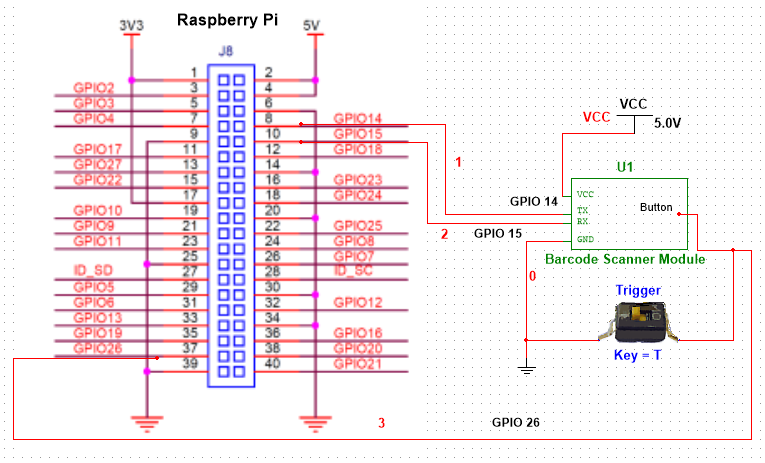 Raspberry Pi
3V3
5V
J8
1 2
GPIO2 3 4
GPIO3 5 6
GPIO4 7 8 GPIO14
9 10 GPIO15
GPIO17 11 12 GPIO18
GPIO27 13 14
GPIO22 15 16 GPIO23
17 18 GPIO24
GPIO10 19 20
GPIO9 21 22 GPIO25
GPIO11 23 24 GPIO8
25 26 GPIO7
ID_SD 27 28 ID_SC
GPIO5 29 30
GPIO6 31 32 GPIO12
GPIO13 33 34
GPIO19 35 36 GPIO16
GPIO26 37 38 GPIO20
39 40 GPIO21
1
2
0
3
GPIO 26
VCC
VCC
5.0V
U1
GPIO 14
GPIO 15
VCC
TX
RX
GND
Button
Barcode Scanner Module
Trigger
Key = T